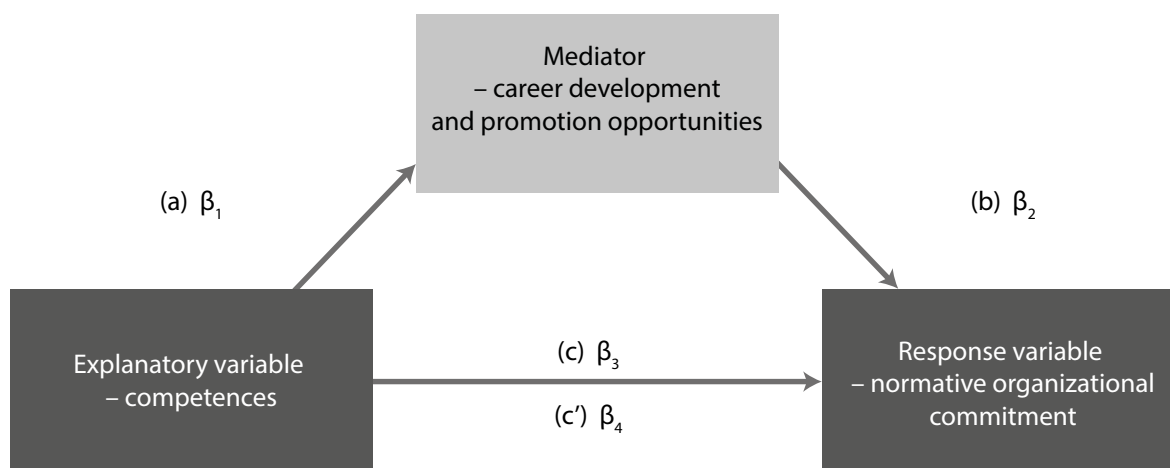 Mediator
– career development
and promotion opportunities
(a) β₁
(b) β₂
Explanatory variable
– competences
(c) β₃
(c') β₄
Response variable
– normative organizational
commitment